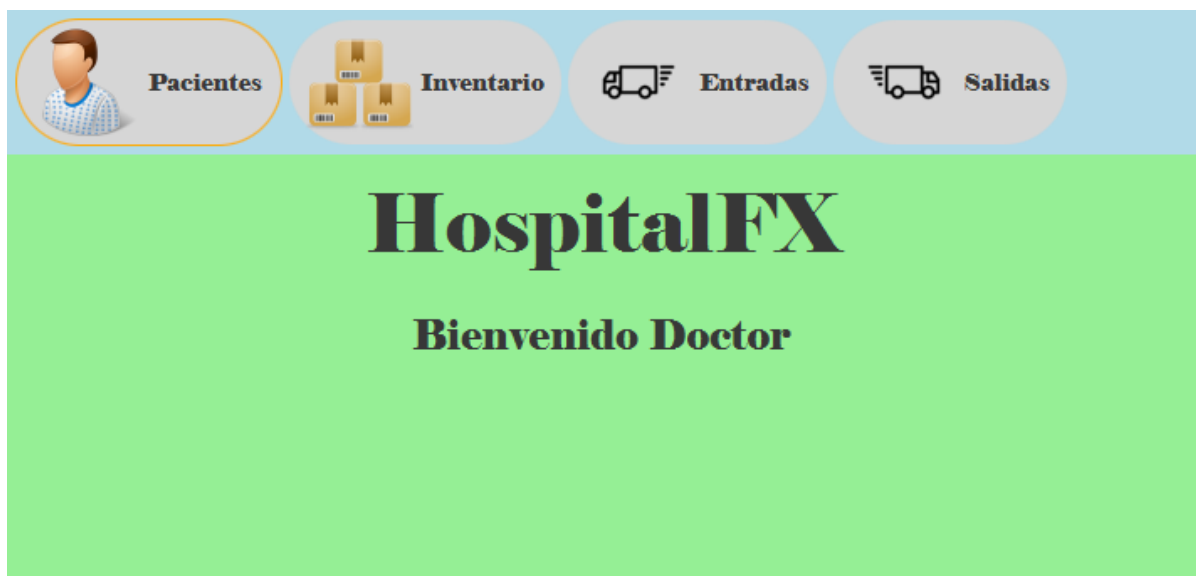 Pacientes
Inventario
Entradas
Salidas
HospitalFX
Bienvenido Doctor